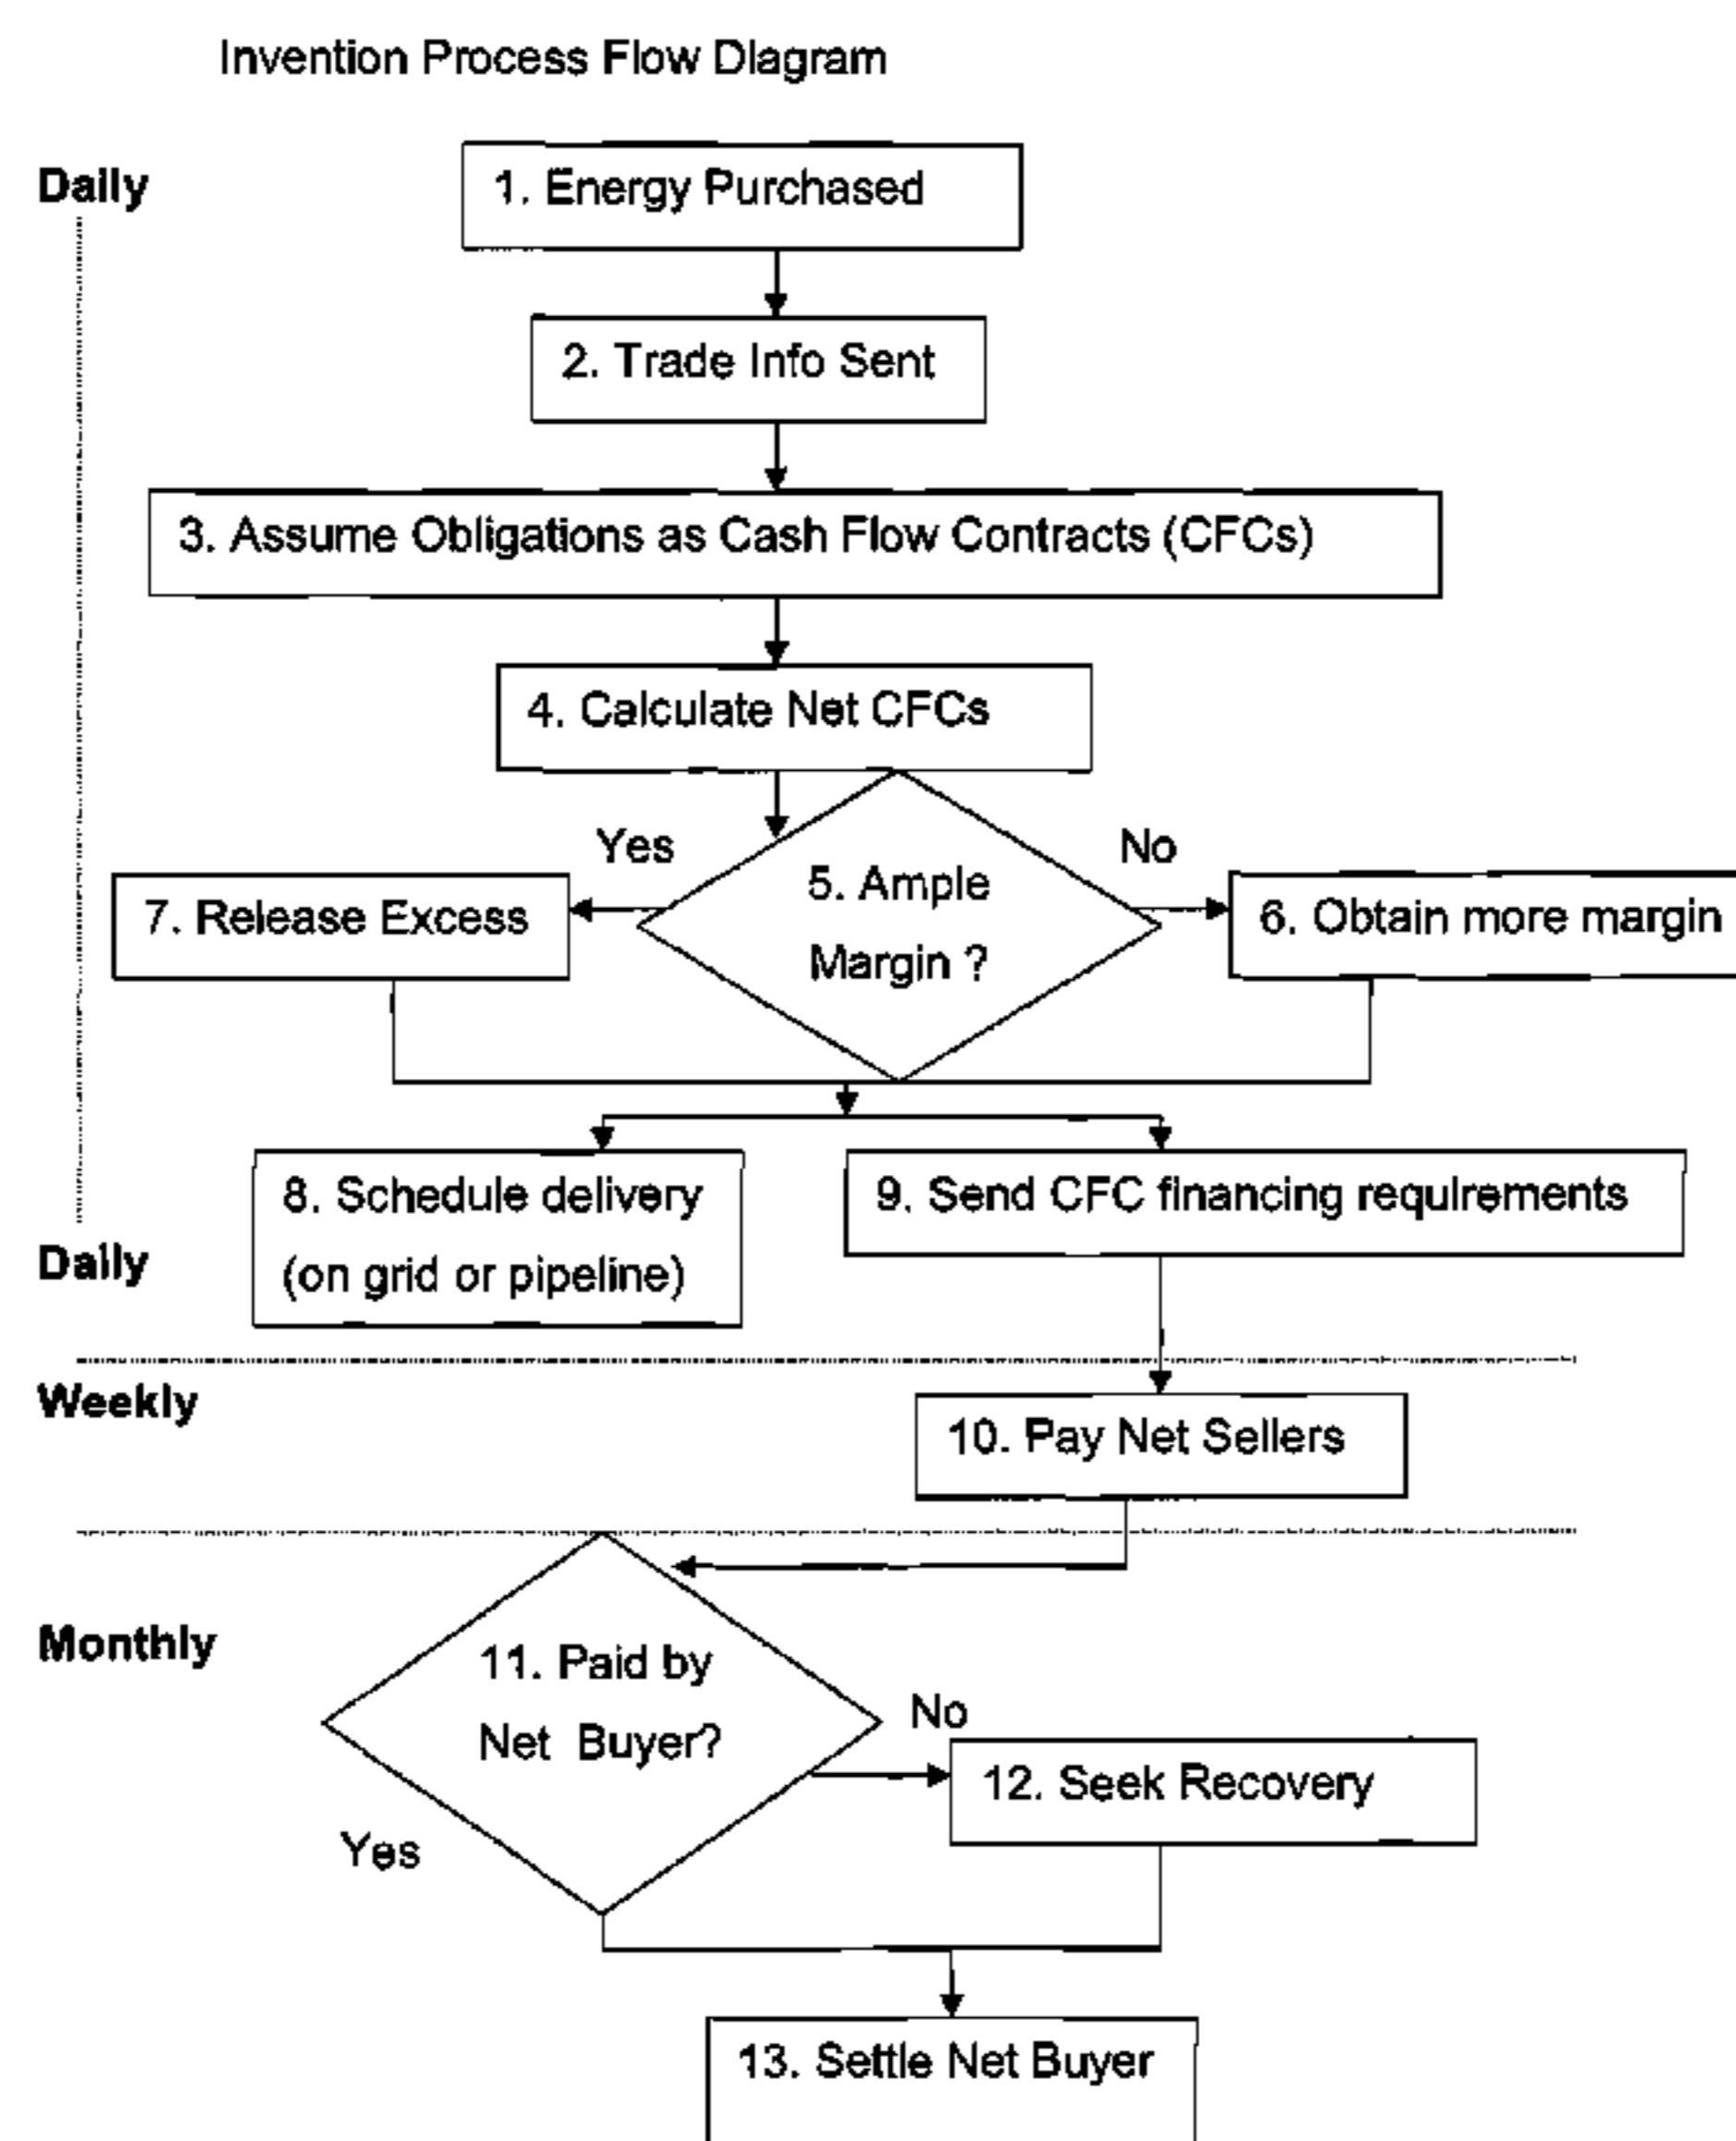 Invention Process Flow Diagram
Daily
1. Energy Purchased
2. Trade Info Sent
3. Assume Obligations as Cash Flow Contracts (CFCs)
4. Calculate Net CFCs
Yes
No
5. Ample
Margin ?
7. Release Excess
6. Obtain more margin
8. Schedule delivery
(on grid or pipeline)
9. Send CFC financing requirements
Daily
Weekly
10. Pay Net Sellers
Monthly
11. Paid by
Net Buyer?
No
12. Seek Recovery
Yes
13. Settle Net Buyer